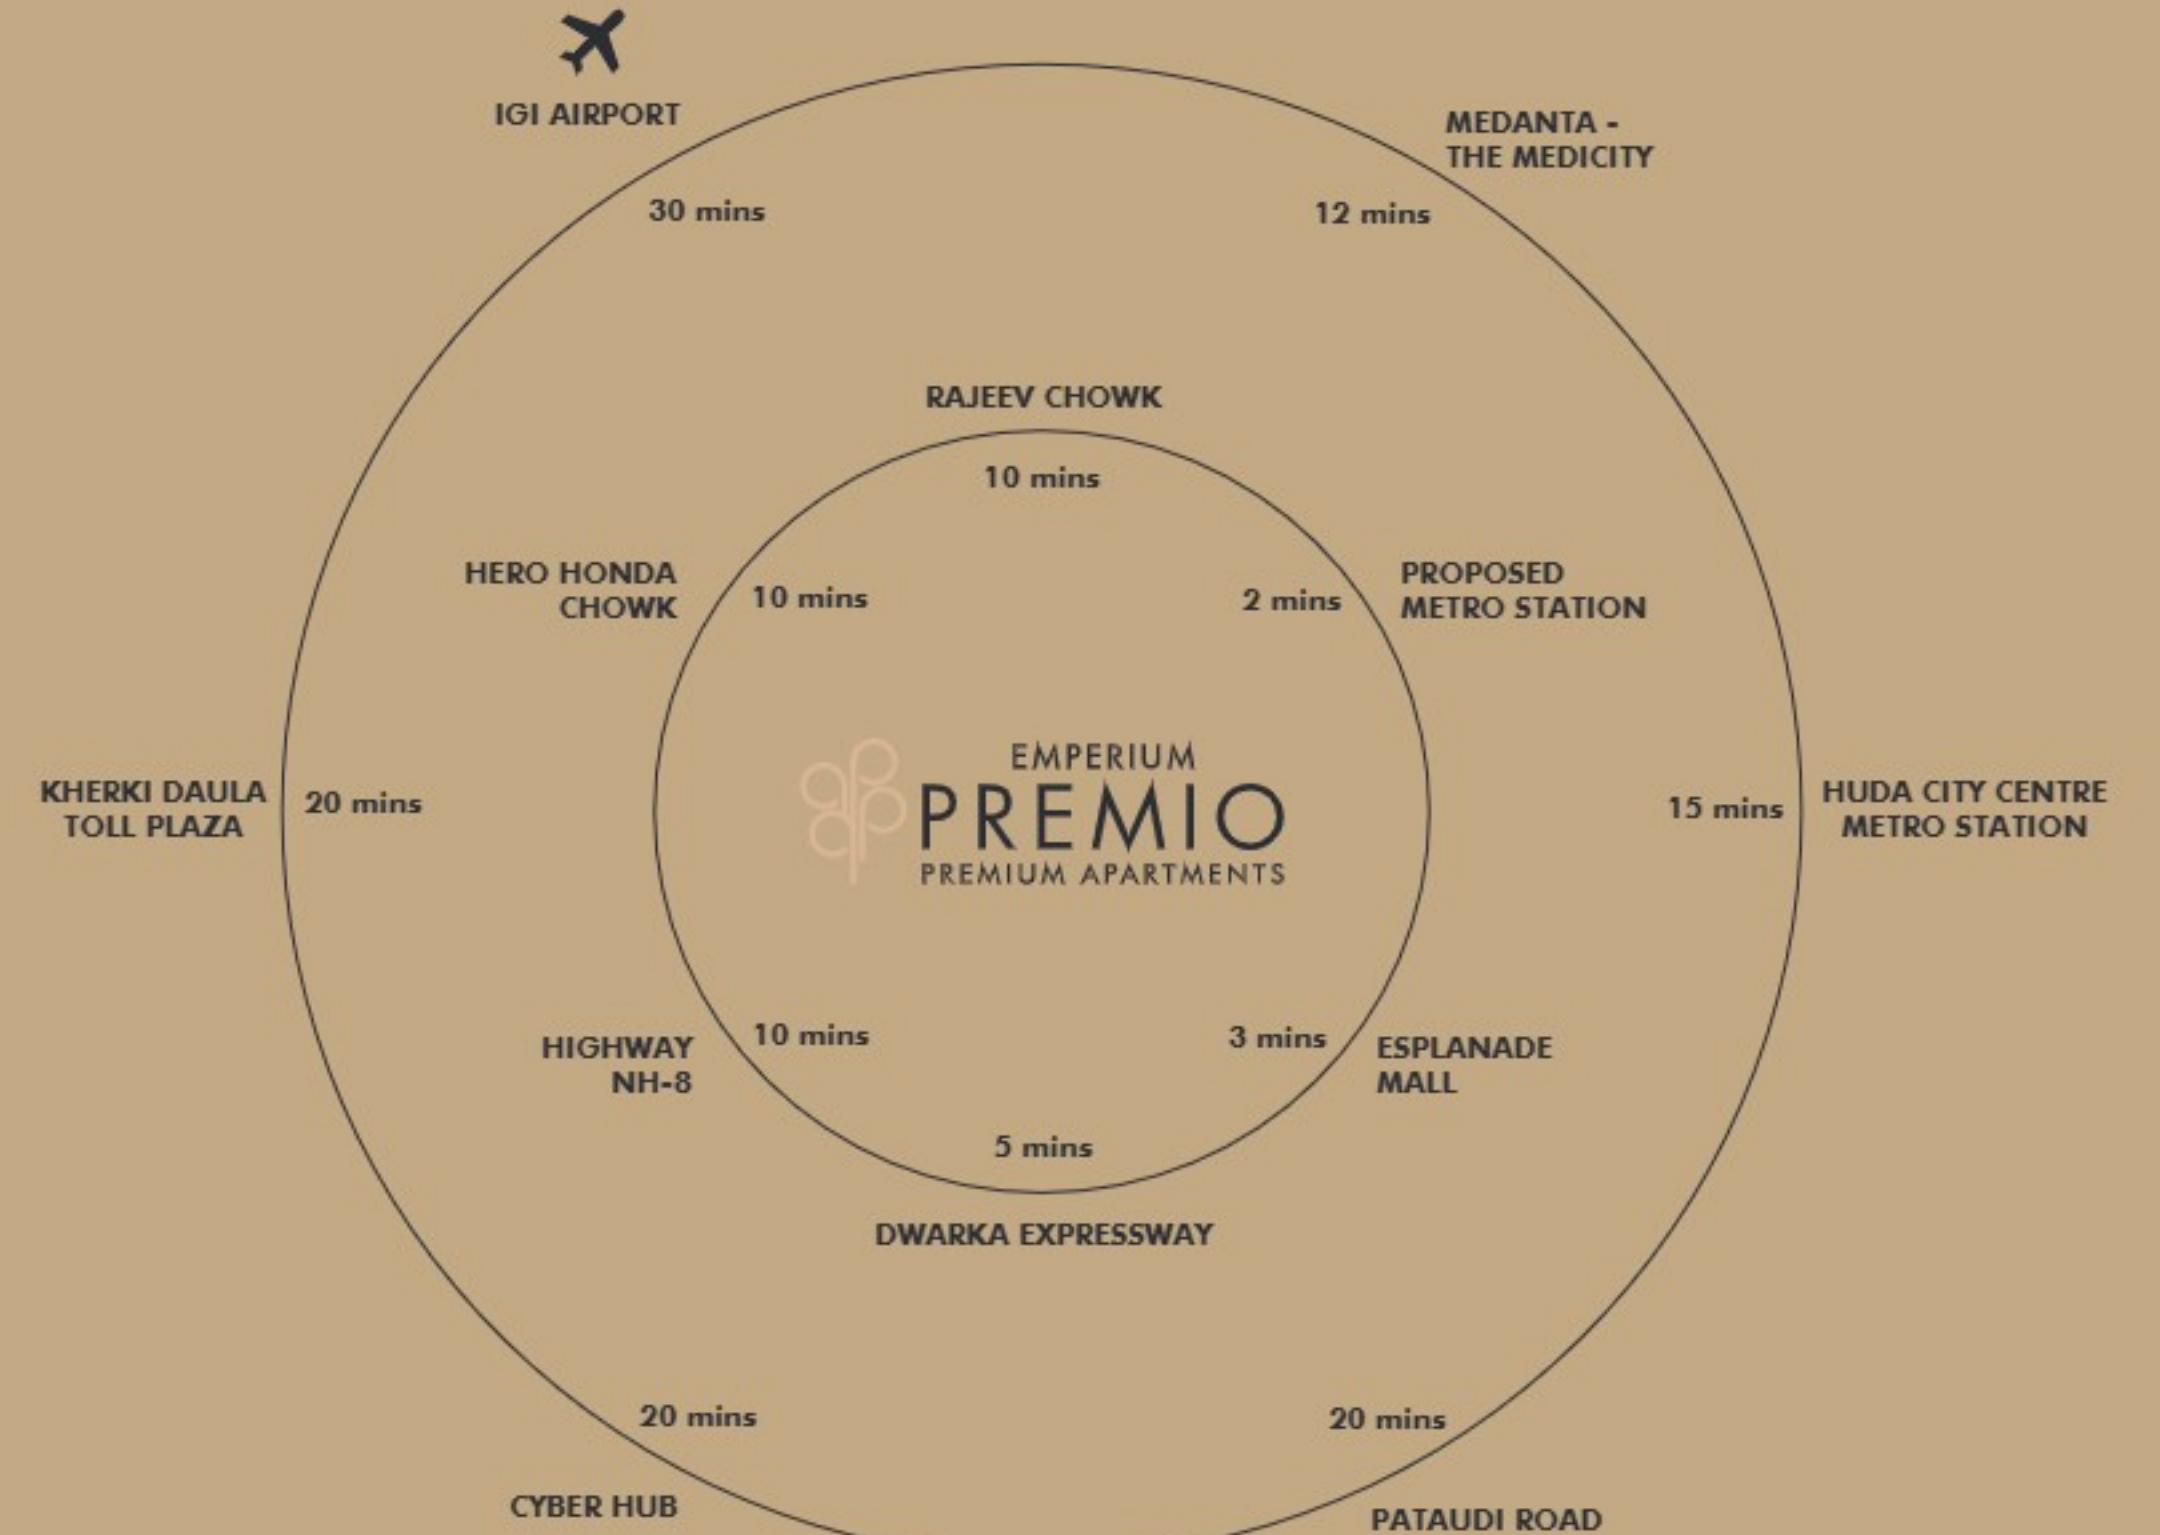 IGI AIRPORT
MEDANTA -
THE MEDICITY
30 mins
12 mins
RAJEEV CHOWK
10 mins
HERO HONDA
CHOWK
10 mins
2 mins
PROPOSED
METRO STATION
KHERKI DAULA
TOLL PLAZA
20 mins
EMPERIUM
PREMIO
PREMIUM APARTMENTS
15 mins
HUDA CITY CENTRE
METRO STATION
HIGHWAY
NH-8
10 mins
3 mins
ESPLANADE
MALL
5 mins
DWARKA EXPRESSWAY
20 mins
20 mins
CYBER HUB
PATAUDI ROAD